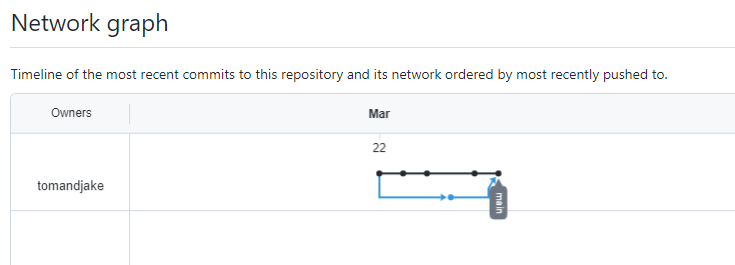 Network graph
Timeline of the most recent commits to this repository and its network ordered by most recently pushed to.
Owners
Mar
22
tomandjake
main